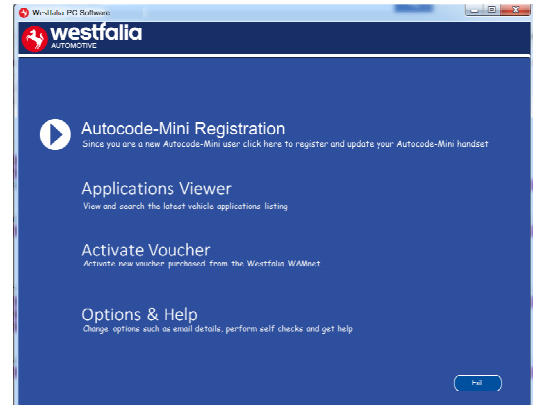 Westfalia PC Software
westfalia
AUTOMOTIVE
Autocode-Mini Registration
Since you are a new Autocode-Mini user click here to register and update your Autocode-Mini handset
Applications Viewer
View and search the latest vehicle applications listing
Activate Voucher
Activate new voucher purchased from the Westfalia WAMnet
Options & Help
Change options such as email details, perform self checks and get help
Exit